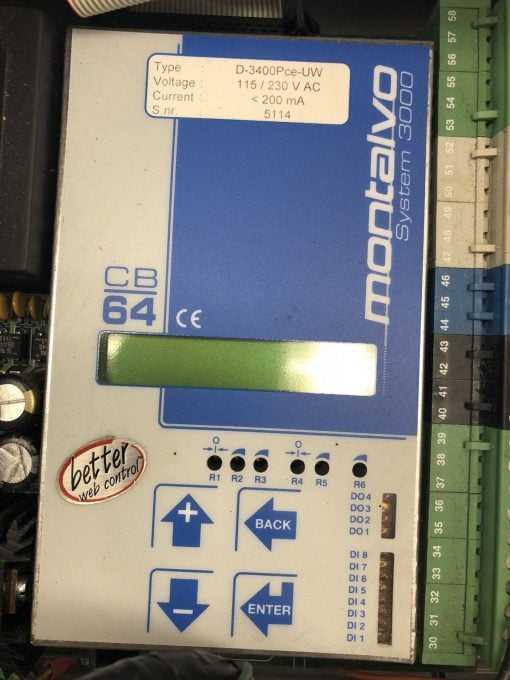 Type D-3400Pce-UW
Voltage : 115 / 230 V AC
Current : < 200 mA
S.nr. 5114
montalvo
System 3000
CB
64
CE
better
web control
O O
R1 R2 R3 R4 R5 R6
+
BACK
-
ENTER
DO 4
DO 3
DO 2
DO 1
DI 8
DI 7
DI 6
DI 5
DI 4
DI 3
DI 2
DI 1
58
57
56
55
54
53
52
51
50
49
48
47
46
45
44
43
42
41
40
39
38
37
36
35
34
33
32
31
30